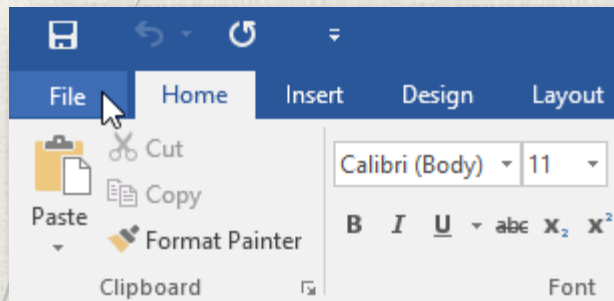 File Home Insert Design Layout
Cut
Calibri (Body) 11
Copy
Paste
B I U abc x₂ x²
Format Painter
Clipboard Font